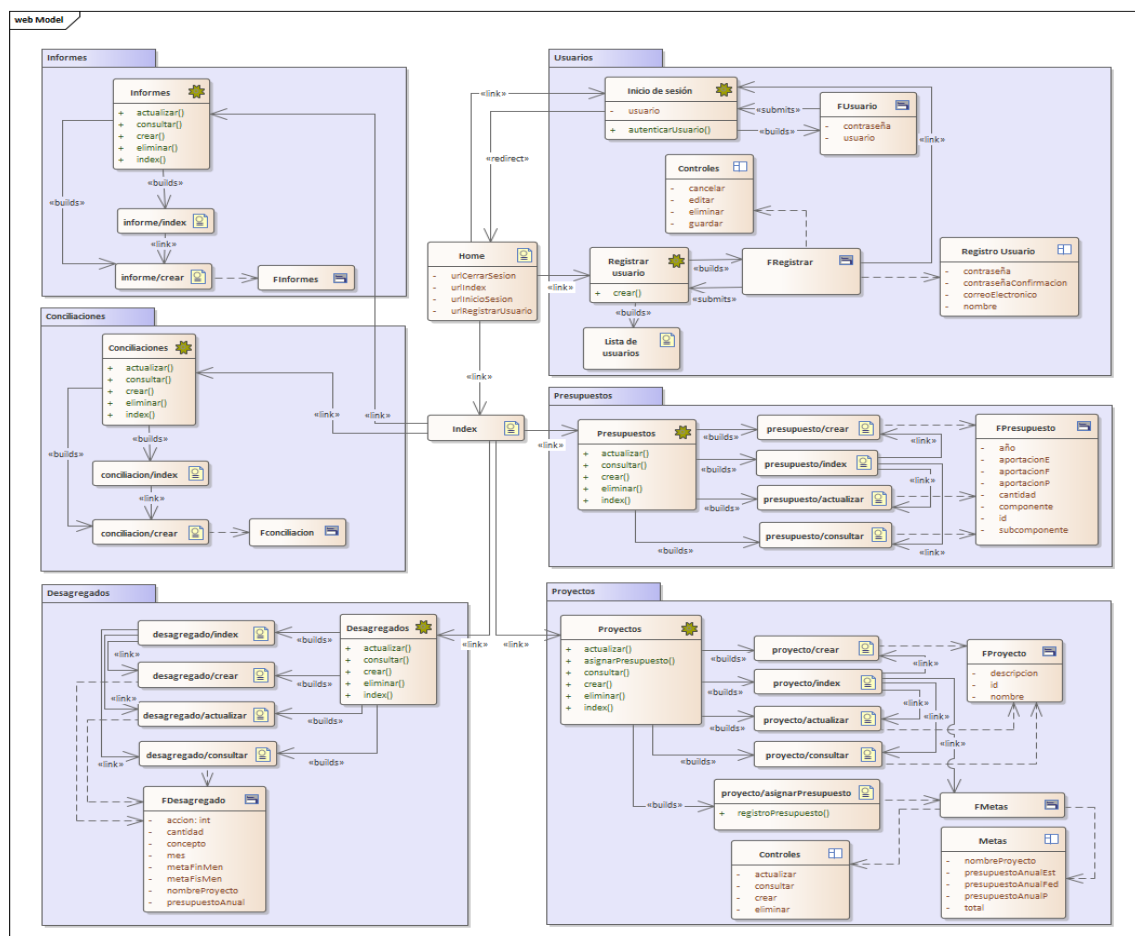 web Model
Informes
Informes
+ actualizar()
+ consultar()
+ crear()
+ eliminar()
+ index()
«builds»
«builds»
informe/index
«link»
informe/crear
FInformes
Usuarios
Inicio de sesión
- usuario
+ autenticarUsuario()
«link»
«redirect»
«submits»
«builds»
FUsuario
- contraseña
- usuario
«link»
Controles
- cancelar
- editar
- eliminar
- guardar
Home
- urlCerrarSesion
- urlIndex
- urlInicioSesion
- urlRegistrarUsuario
«link»
Registrar
usuario
+ crear()
«builds»
«submits»
«builds»
FRegistrar
Registro Usuario
- contraseña
- contraseñaConfirmacion
- correoElectronico
- nombre
Lista de
usuarios
Conciliaciones
Conciliaciones
+ actualizar()
+ consultar()
+ crear()
+ eliminar()
+ index()
«builds»
«builds»
conciliacion/index
«link»
conciliacion/crear
Fconciliacion
«link»
«link»
«link»
Index
«link»
Presupuestos
Presupuestos
+ actualizar()
+ consultar()
+ crear()
+ eliminar()
+ index()
«builds»
«builds»
«builds»
«builds»
presupuesto/crear
«link»
presupuesto/index
«link»
presupuesto/actualizar
presupuesto/consultar
«link»
FPresupuesto
- año
- aportacionE
- aportacionF
- aportacionP
- cantidad
- componente
- id
- subcomponente
Desagregados
desagregado/index
«builds»
Desagregados
+ actualizar()
+ consultar()
+ crear()
+ eliminar()
+ index()
«link»
desagregado/crear
«builds»
«link»
desagregado/actualizar
«builds»
desagregado/consultar
«link»
«builds»
FDesagregado
- accion: int
- cantidad
- concepto
- mes
- metaFinMen
- metaFisMen
- nombreProyecto
- presupuestoAnual
«link»
«link»
Proyectos
Proyectos
+ actualizar()
+ asignarPresupuesto()
+ consultar()
+ crear()
+ eliminar()
+ index()
«builds»
«builds»
«builds»
«builds»
«builds»
proyecto/crear
«link»
proyecto/index
«link»
proyecto/actualizar
«link»
proyecto/consultar
FProyecto
- descripcion
- id
- nombre
proyecto/asignarPresupuesto
+ registroPresupuesto()
FMetas
Controles
- actualizar
- consultar
- crear
- eliminar
Metas
- nombreProyecto
- presupuestoAnualEst
- presupuestoAnualFed
- presupuestoAnualP
- total